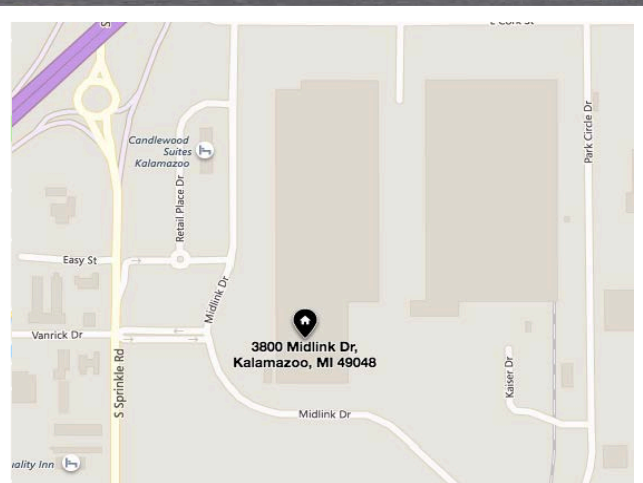 E Cork St
Candlewood
Suites
Kalamazoo
Retail Place Dr
Park Circle Dr
Easy St
Midlink Dr
Vanrick Dr
3800 Midlink Dr,
Kalamazoo, MI 49048
S Sprinkle Rd
Kaiser Dr
Midlink Dr
uality Inn